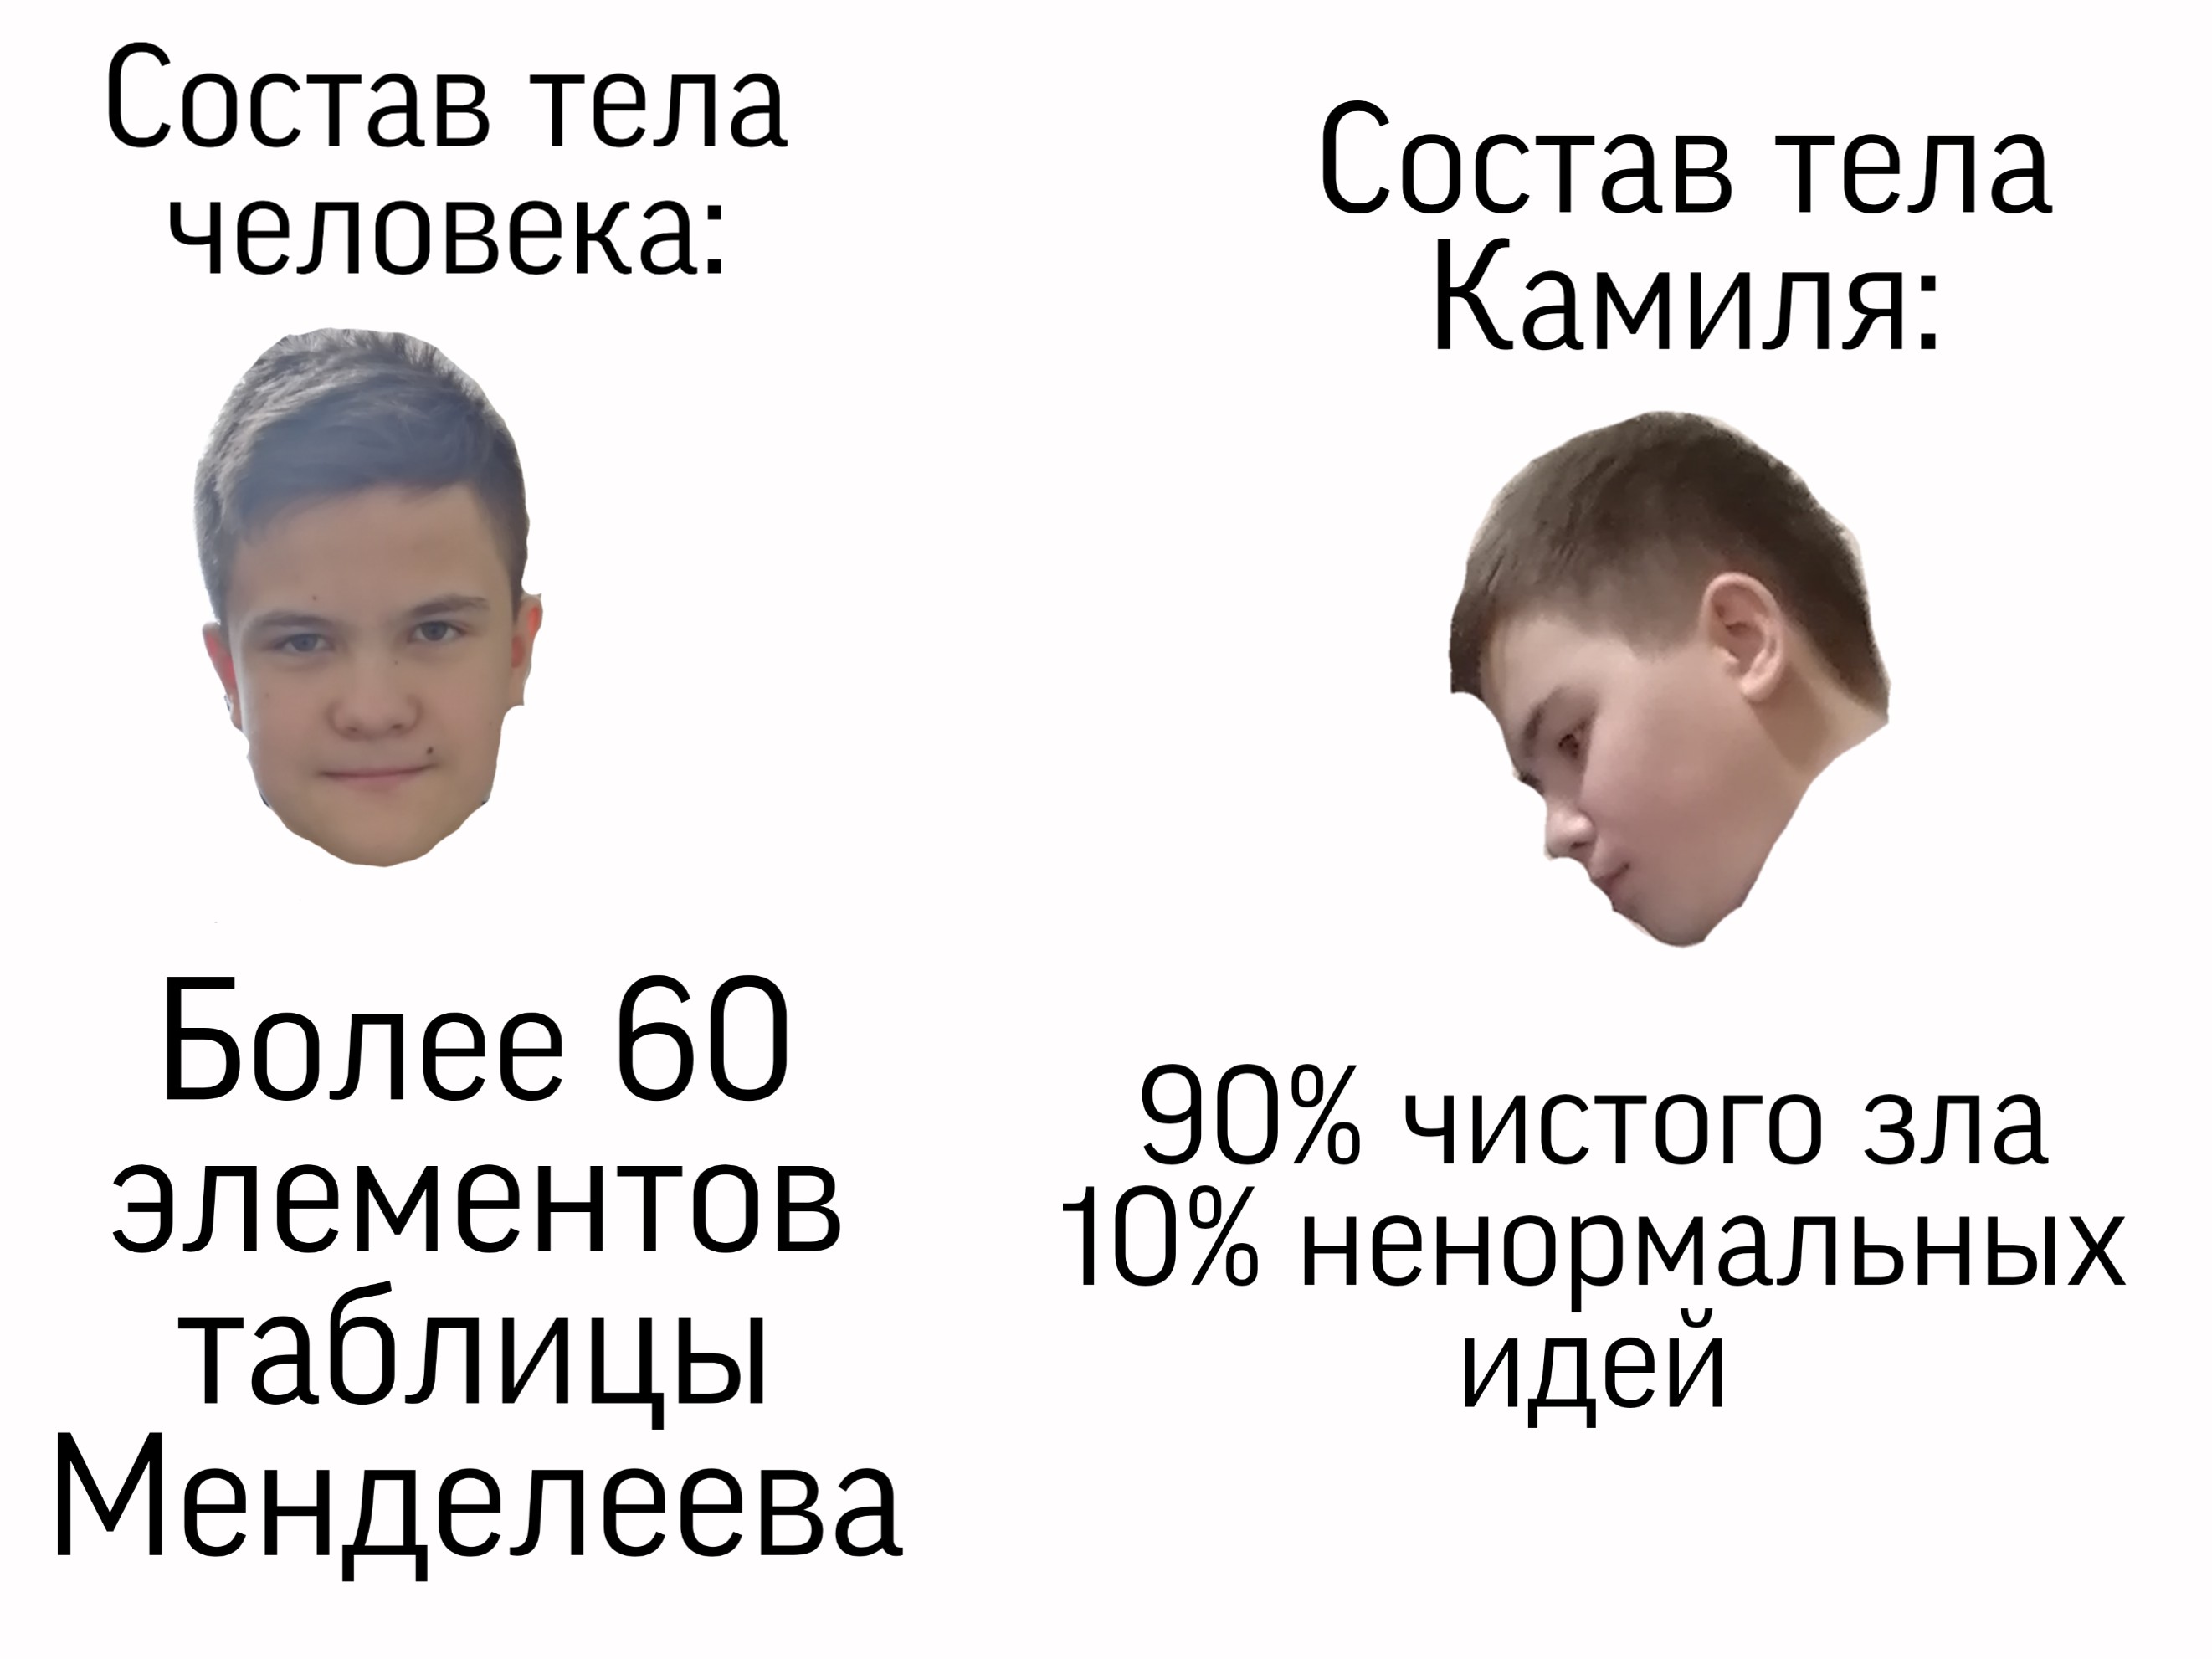 Состав тела
человека:
Более 60
элементов
таблицы
Менделеева
Состав тела
Камиля:
90% чистого зла
10% ненормальных
идей